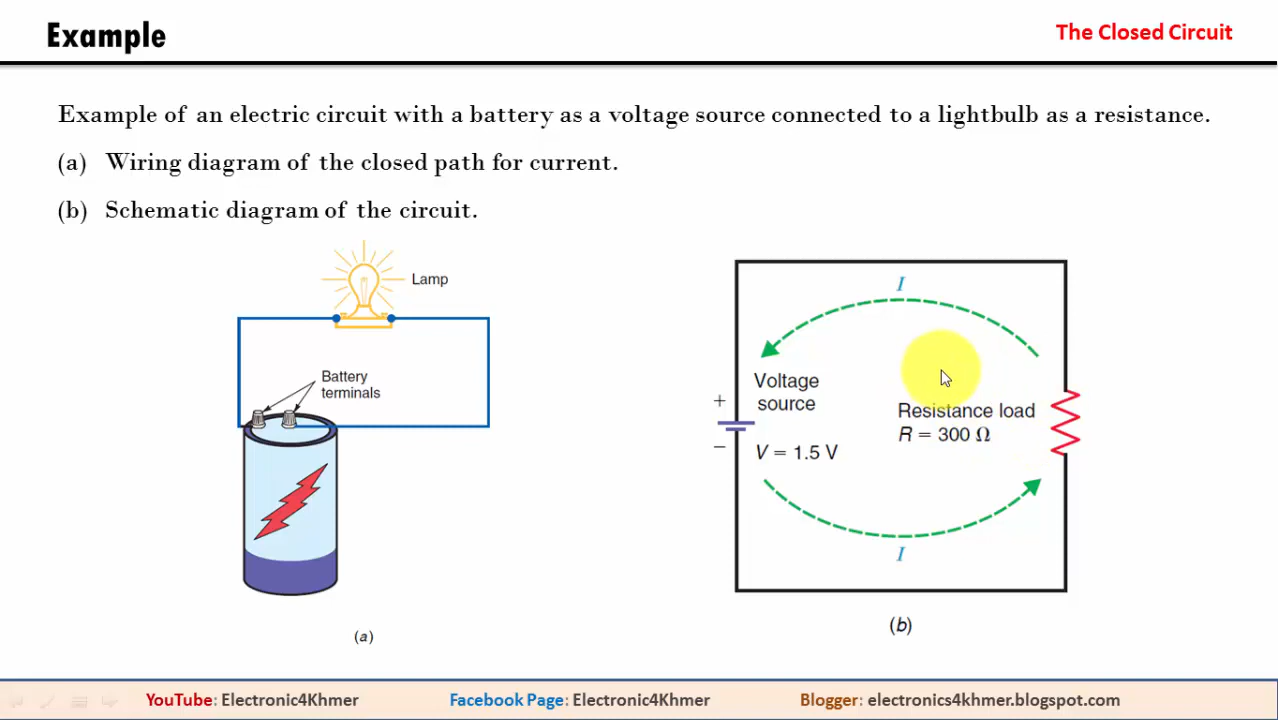 Example
The Closed Circuit
Example of an electric circuit with a battery as a voltage source connected to a lightbulb as a resistance.
(a) Wiring diagram of the closed path for current.
(b) Schematic diagram of the circuit.
Lamp
Battery
terminals
(a)
I
Voltage
source
+
−
V = 1.5 V
Resistance load
R = 300 Ω
I
(b)
YouTube: Electronic4Khmer
Facebook Page: Electronic4Khmer
Blogger: electronics4khmer.blogspot.com